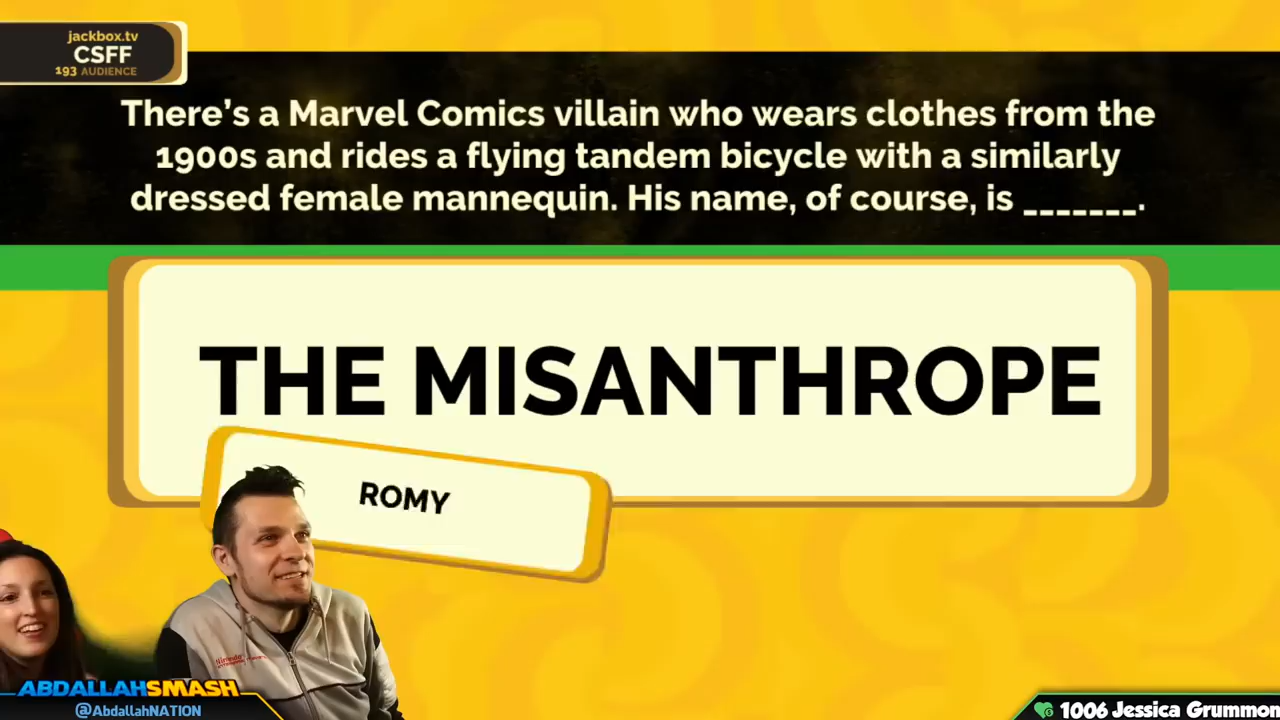 jackbox.tv
CSFF
193 AUDIENCE
There's a Marvel Comics villain who wears clothes from the
1900s and rides a flying tandem bicycle with a similarly
dressed female mannequin. His name, of course, is _______.
THE MISANTHROPE
ROMY
ABDALLAHSMASH
@AbdallahNATION
1006 Jessica Grummon